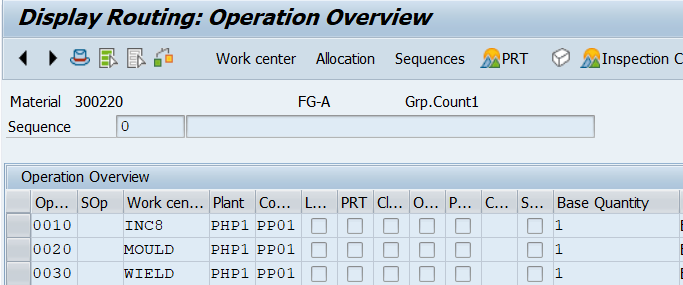 Display Routing: Operation Overview
Work center Allocation Sequences PRT Inspection C
Material 300220 FG-A Grp.Count1
Sequence 0
Operation Overview
Op... SOp Work cen... Plant Co... L... PRT Cl... O... P... C... S... Base Quantity
0010 INC8 PHP1 PP01 1
0020 MOULD PHP1 PP01 1
0030 WIELD PHP1 PP01 1